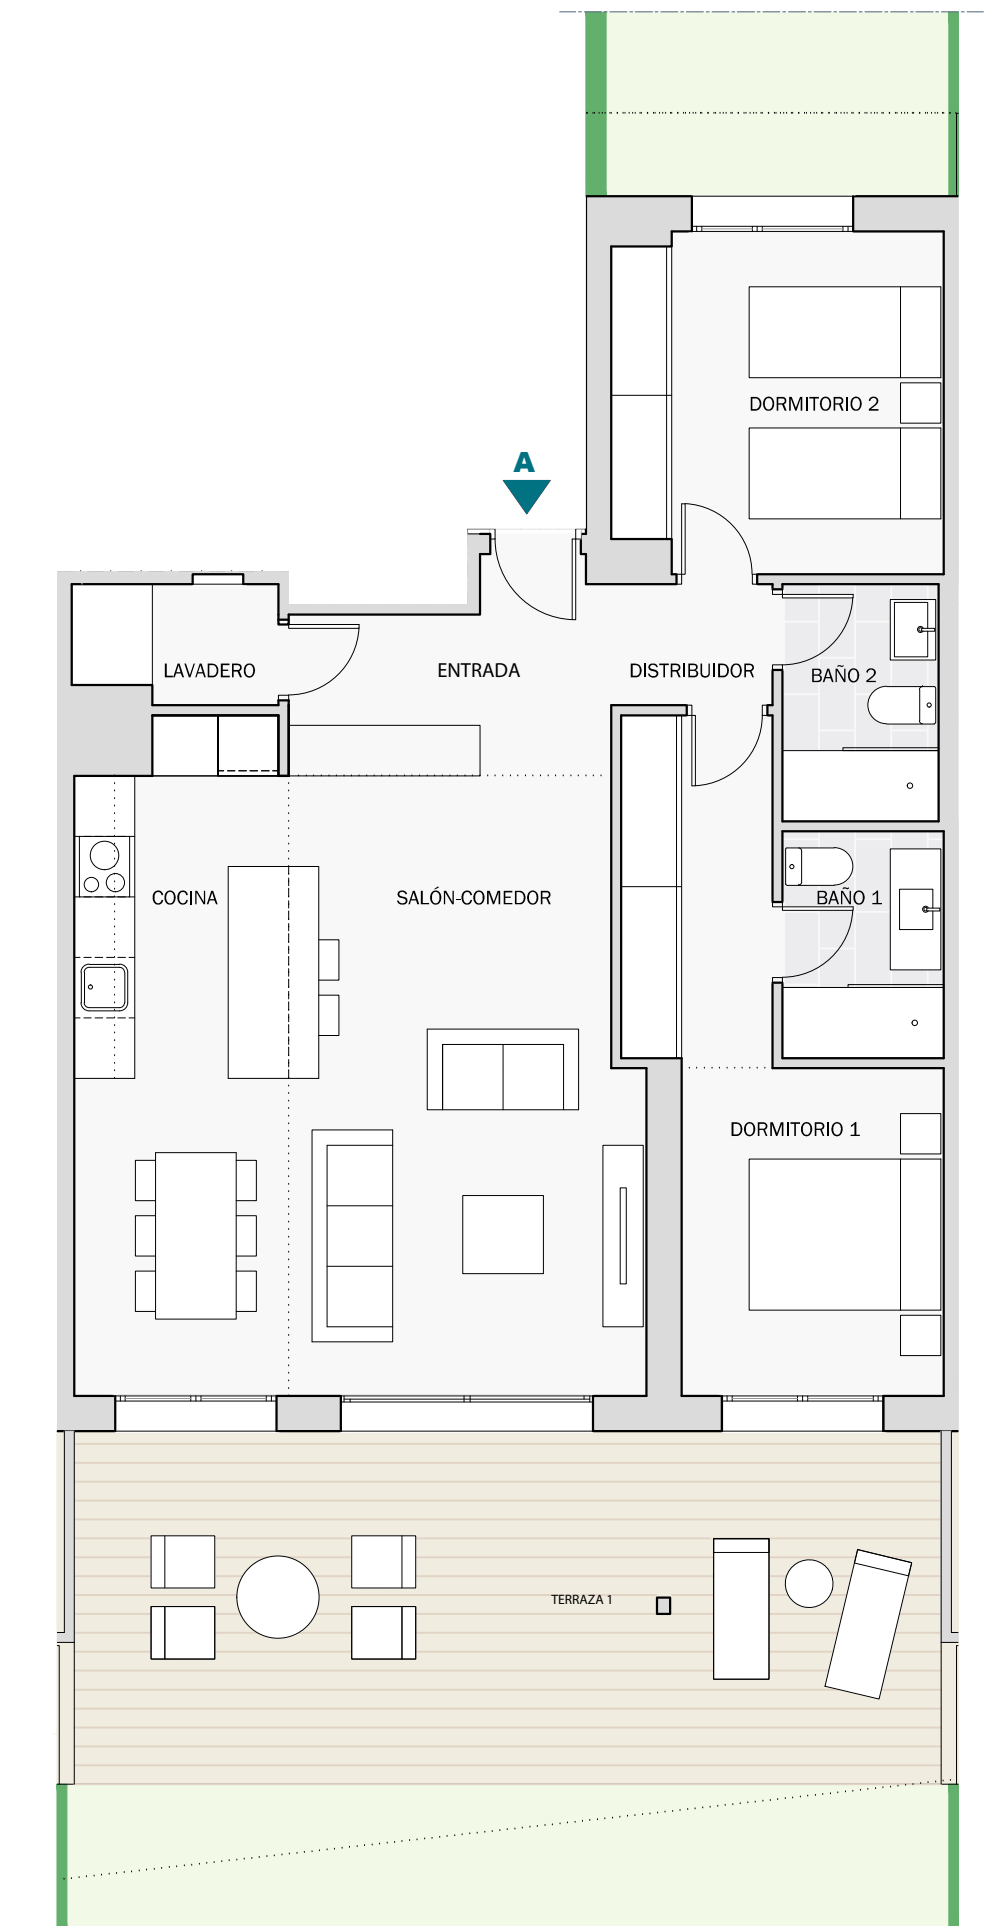 DORMITORIO 2
A
LAVADERO
ENTRADA
DISTRIBUIDOR
BAÑO 2
COCINA
SALÓN-COMEDOR
BAÑO 1
DORMITORIO 1
TERRAZA 1